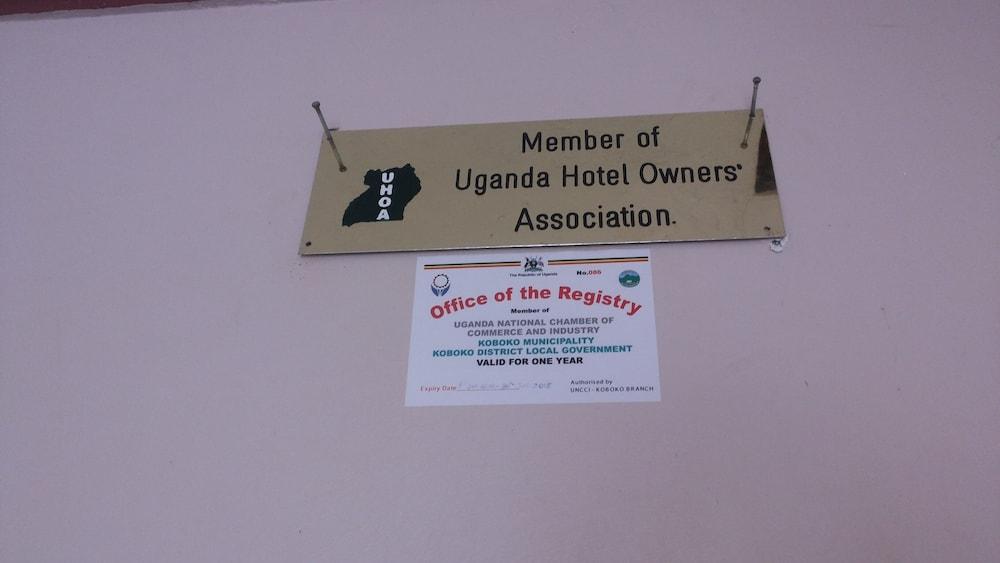 Member of
Uganda Hotel Owners'
Association.
UHOA
The Republic of Uganda
No.086
Office of the Registry
Member of
UGANDA NATIONAL CHAMBER OF
COMMERCE AND INDUSTRY
KOBOKO MUNICIPALITY
KOBOKO DISTRICT LOCAL GOVERNMENT
VALID FOR ONE YEAR
Expiry Date
Authorised by
UNCCI - KOBOKO BRANCH